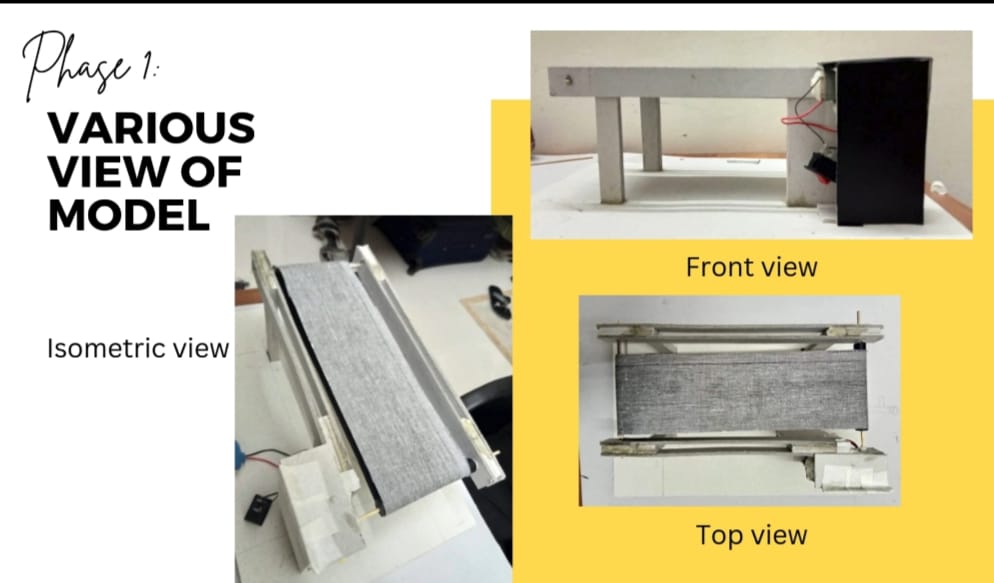 Phase 1:
VARIOUS
VIEW OF
MODEL
Isometric view
Front view
Top view